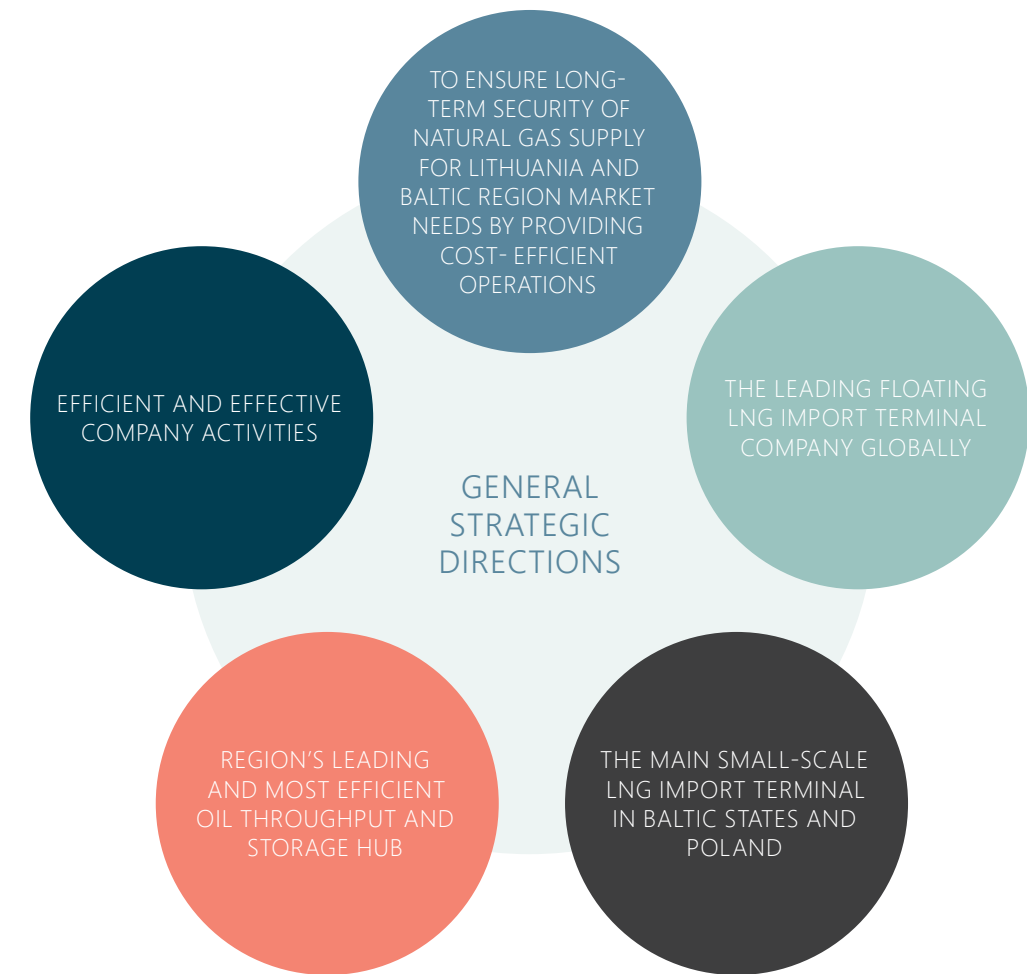 TO ENSURE LONG-
TERM SECURITY OF
NATURAL GAS SUPPLY
FOR LITHUANIA AND
BALTIC REGION MARKET
NEEDS BY PROVIDING
COST- EFFICIENT
OPERATIONS
EFFICIENT AND EFFECTIVE
COMPANY ACTIVITIES
THE LEADING FLOATING
LNG IMPORT TERMINAL
COMPANY GLOBALLY
GENERAL
STRATEGIC
DIRECTIONS
REGION'S LEADING
AND MOST EFFICIENT
OIL THROUGHPUT AND
STORAGE HUB
THE MAIN SMALL-SCALE
LNG IMPORT TERMINAL
IN BALTIC STATES AND
POLAND